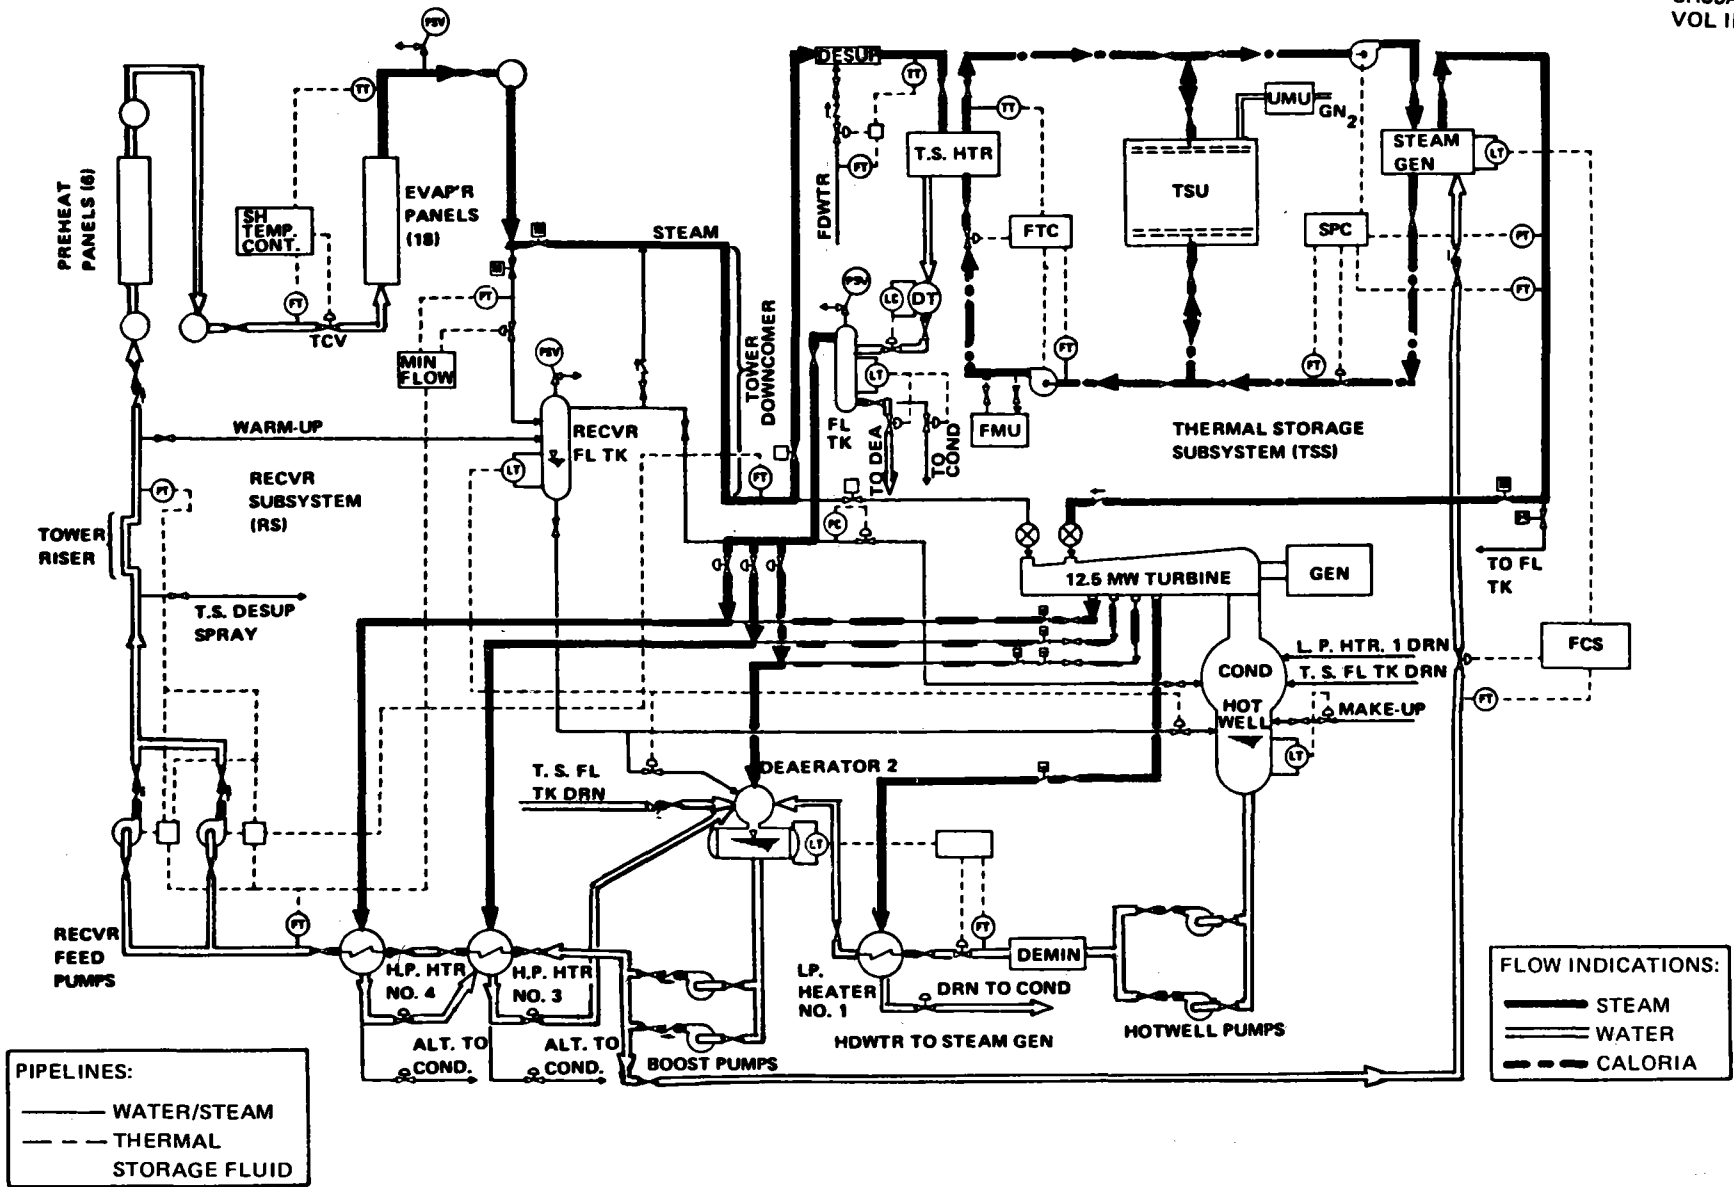 VOL II
PSV
TT
PREHEAT
PANELS (6)
SH
TEMP.
CONT.
EVAP'R
PANELS
(18)
FT
TCV
PT
MIN
FLOW
PSV
STEAM
TOWER
DOWNCOMER
WARM-UP
RECVR
FL TK
LT
RECVR
SUBSYSTEM
(RS)
PT
TOWER
RISER
T.S. DESUP
SPRAY
FT
DESUP
TT
FT
FDWTR
T.S. HTR
TT
FTC
FT
PSV
LC
DT
LT
FL
TK
TO DEA
TO
COND
FMU
UMU
GN2
TSU
THERMAL STORAGE
SUBSYSTEM (TSS)
STEAM
GEN
LT
SPC
PT
FT
FT
PC
12.5 MW TURBINE
GEN
TO FL
TK
FCS
FT
COND
HOT
WELL
L. P. HTR. 1 DRN
T. S. FL TK DRN
MAKE-UP
LT
DEAERATOR 2
T. S. FL
TK DRN
LT
FT
RECVR
FEED
PUMPS
H.P. HTR
NO. 4
H.P. HTR
NO. 3
ALT. TO
COND.
ALT. TO
COND.
BOOST PUMPS
LP.
HEATER
NO. 1
DRN TO COND
FT
DEMIN
HOTWELL PUMPS
HDWTR TO STEAM GEN
PIPELINES:
WATER/STEAM
THERMAL
STORAGE FLUID
FLOW INDICATIONS:
STEAM
WATER
CALORIA